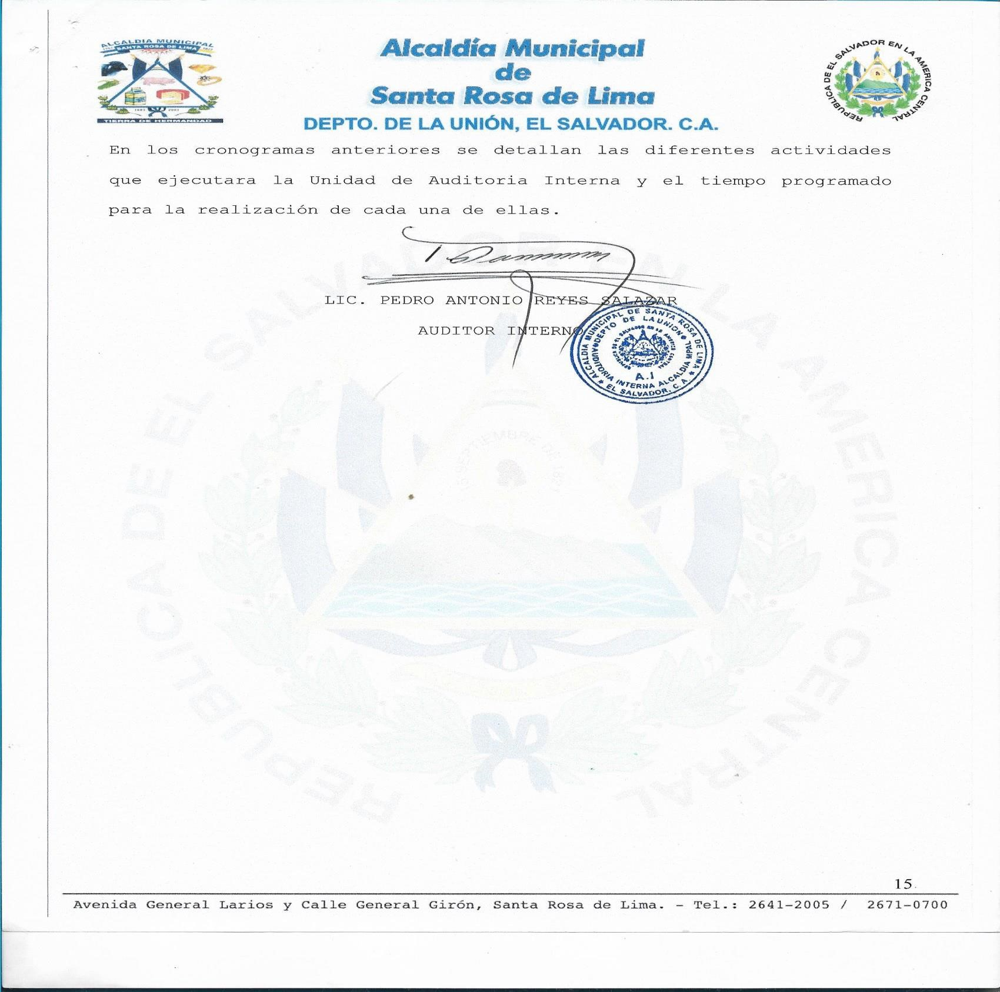 ALCALDIA MUNICIPAL
SANTA ROSA DE LIMA
TIERRA DE HERMANDAD
Alcaldía Municipal
de
Santa Rosa de Lima
DEPTO. DE LA UNIÓN, EL SALVADOR. C.A.
REPUBLICA DE EL SALVADOR EN LA AMERICA CENTRAL
En los cronogramas anteriores se detallan las diferentes actividades
que ejecutara la Unidad de Auditoria Interna y el tiempo programado
para la realización de cada una de ellas.
LIC. PEDRO ANTONIO REYES SALAZAR
AUDITOR INTERNO
ALCALDIA MUNICIPAL DE SANTA ROSA DE LIMA
DEPTO DE LA UNION
AUDITORIA INTERNA ALCALDIA MPAL
A.I
EL SALVADOR, C. A.
REPUBLICA DE EL SALVADOR EN LA AMERICA CENTRAL
15
Avenida General Larios y Calle General Girón, Santa Rosa de Lima. – Tel.: 2641-2005 / 2671-0700